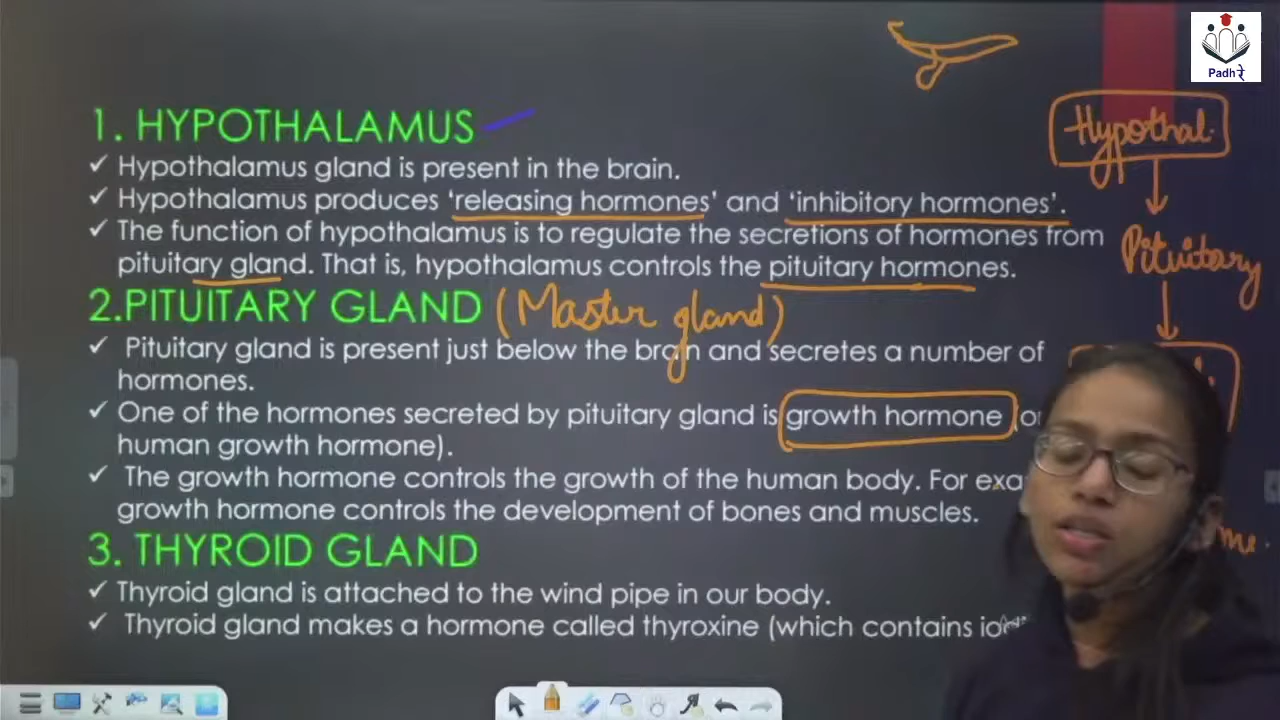 Padhरे
1. HYPOTHALAMUS
Hypothal.
✓ Hypothalamus gland is present in the brain.
✓ Hypothalamus produces ‘releasing hormones’ and ‘inhibitory hormones’.
✓ The function of hypothalamus is to regulate the secretions of hormones from
pituitary gland. That is, hypothalamus controls the pituitary hormones.
Pituitary
2.PITUITARY GLAND (Master gland)
✓ Pituitary gland is present just below the brain and secretes a number of
hormones.
✓ One of the hormones secreted by pituitary gland is growth hormone
human growth hormone).
✓ The growth hormone controls the growth of the human body. For
growth hormone controls the development of bones and muscles.
3. THYROID GLAND
✓ Thyroid gland is attached to the wind pipe in our body.
✓ Thyroid gland makes a hormone called thyroxine (which contains